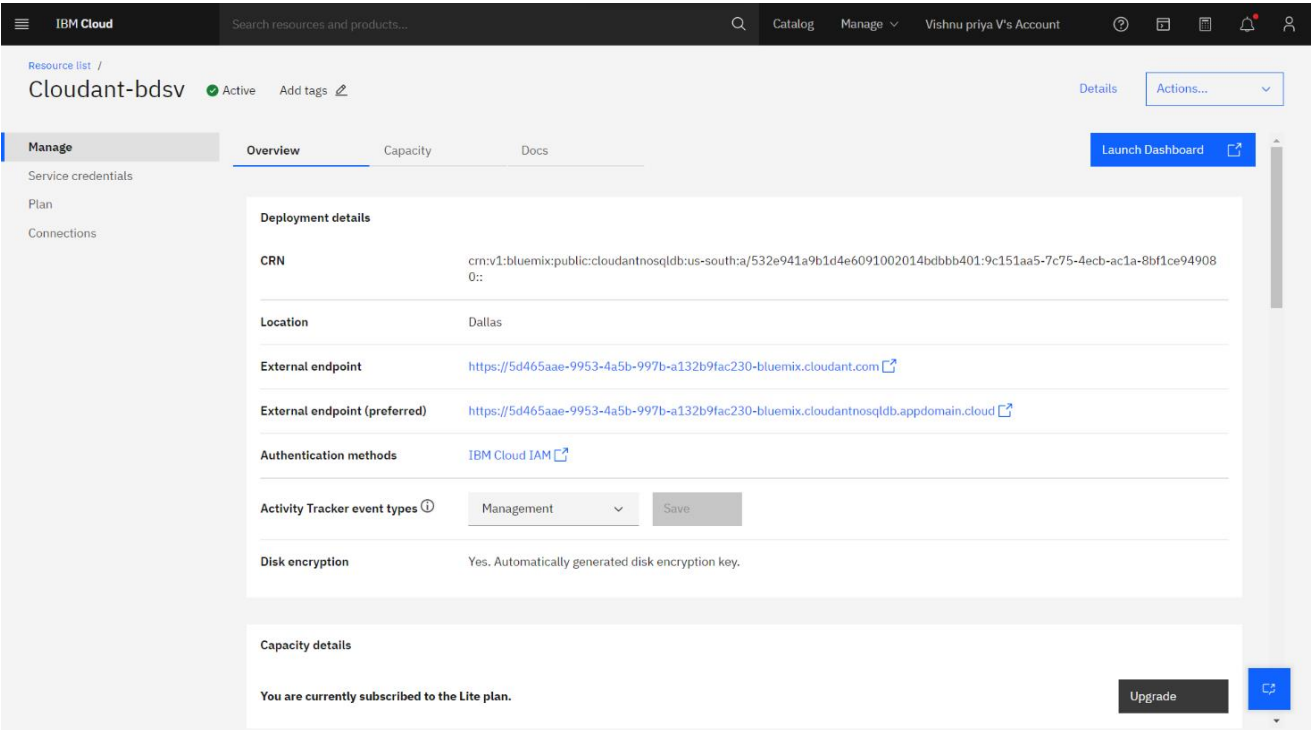 IBM Cloud
Search resources and products...
Catalog
Manage
Vishnu priya V's Account
Resource list /
Cloudant-bdsv
Active
Add tags
Details
Actions...
Manage
Service credentials
Plan
Connections
Overview
Capacity
Docs
Launch Dashboard
Deployment details
CRN
crn:v1:bluemix:public:cloudantnosqldb:us-south:a/532e941a9b1d4e6091002014bdbbb401:9c151aa5-7c75-4ecb-ac1a-8bf1ce94908
0::
Location
Dallas
External endpoint
https://5d465aae-9953-4a5b-997b-a132b9fac230-bluemix.cloudant.com
External endpoint (preferred)
https://5d465aae-9953-4a5b-997b-a132b9fac230-bluemix.cloudantnosqldb.appdomain.cloud
Authentication methods
IBM Cloud IAM
Activity Tracker event types
Management
Save
Disk encryption
Yes. Automatically generated disk encryption key.
Capacity details
You are currently subscribed to the Lite plan.
Upgrade